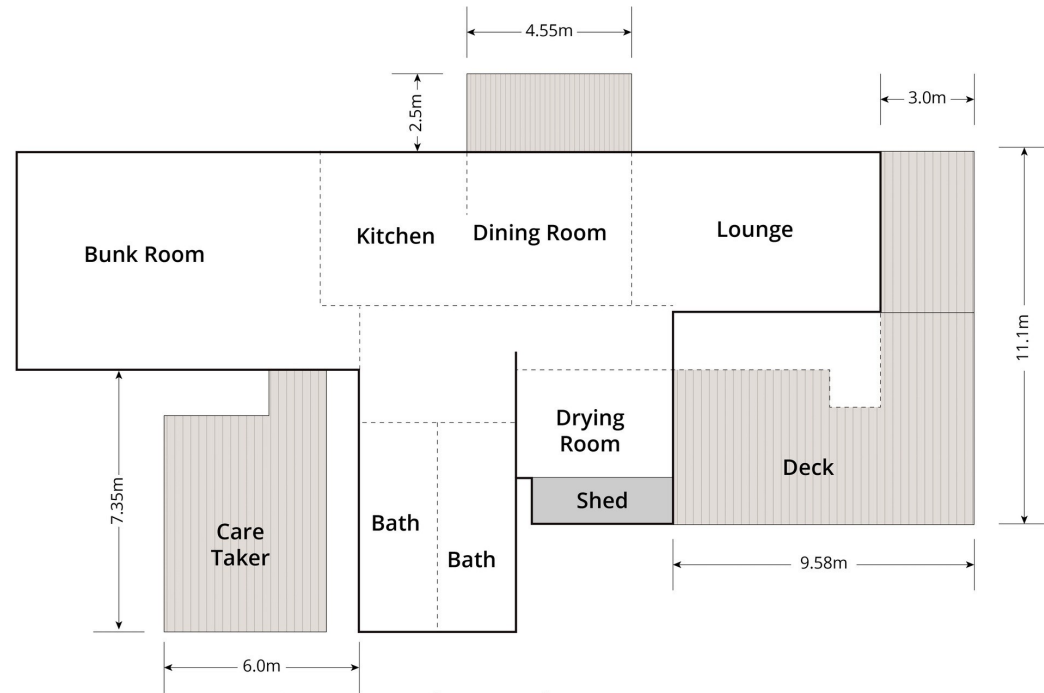 4.55m
2.5m
3.0m
Bunk Room
Kitchen
Dining Room
Lounge
11.1m
Drying
Room
Deck
Shed
7.35m
Care
Taker
Bath
Bath
9.58m
6.0m